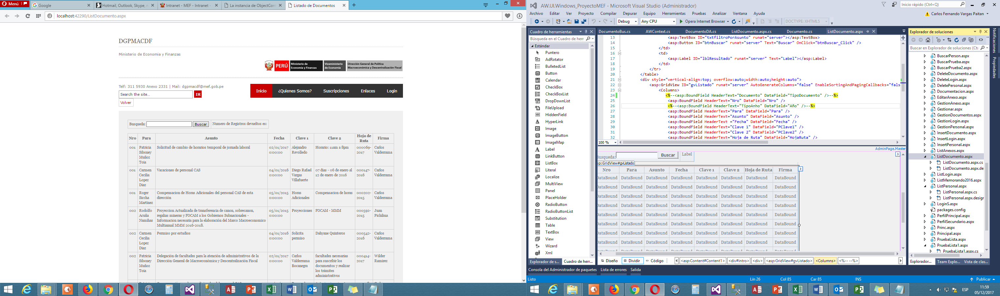 Menú
Google
Hotmail, Outlook, Skype, n
Intranet - MEF - Intranet -
La instancia de ObjectCont
Listado de Documentos
localhost:42290/ListDocumento.aspx
DGPMACDF
Ministerio de Economia y Finanzas
PERÚ
Ministerio de Economía y Finanzas
Viceministerio de Economía
Dirección General de Política Macroeconómica y Descentralización Fiscal
Telf: 311 5930 Anexo 2331 | Mail: dgpmacdf@mef.gob.pe
Search the site...
IR
Volver
Inicio
¿Quienes Somos?
Suscripciones
Enlaces
Login
Busqueda:
Buscar
Numero de Registros devueltos es:
Nro Para Asunto Fecha Clave 1 Clave 2 Hoja de Ruta Firma
001 Patricia Siboney Muñoz Toia Solicitud de cambio de horarios temporal de jornada laboral 02/01/2017 0:00:00 Alejandro Revolledo Horario: 11am a 8pm 000069-2017 Carlos Valderrama
001 Carmen Cecilia Lopez Diaz Vacaciones de personal CAS 04/01/2016 0:00:00 Diego Rafael Vargas Villafuerte 07 dias - 06 de enero al 12 de enero de 2016 000147-2016 Carlos Valderrama
001 Roger Siccha Martinez Compensacion de Horas Adicionales del personal CAS de esta dirección 05/01/2015 0:00:00 Horas Adicionales Compensacion de horas 000202-2015 Carlos Valderrama
002 Rodolfo Acuña Namihas Proyeccion Actualizada de transferencia de canon, sobrecanon, regalias mineras y FOCAM a los Gobiernos Subnacionales - Informacion necesaria para la elaboración del Marco Macroeconomico Multianual MMM 2016-2018. 05/01/2015 0:00:00 Proyecciones FOCAM - MMM 000592-2015 Juan Pichihua
002 Carmen Cecilia Lopez Diaz Permiso por estudios 04/01/2016 0:00:00 Solicita permiso Dahyane Quinteros 000542-2016 Carlos Valderrama
002 Patricia Siboney Muñoz Toia Delegación de facultades para la atención de administrativos de la Dirección General de Macroeconómico y Descentralización Fiscal 02/01/2017 0:00:00 Carlos Valderrama Bocanegra facultades necesarias para suscribir los documentos y realizar los trámites administrativos 000414-2017 Wilder Ramirez
AW.UI.Windows_ProyectoMEF - Microsoft Visual Studio (Administrador)
Inicio rápido (Ctrl+Q)
Archivo Editar Ver Proyecto Compilar Depurar Equipo Herramientas Pruebas Analizar Ventana Ayuda
Carlos Fernando Vargas Paitan
Debug
Any CPU
Opera Internet Browser
DOCTYPE: XHTML5
Cuadro de herramientas
Búsqueda en el Cuadro de herr
Estándar
Puntero
AdRotator
BulletedList
Button
Calendar
CheckBox
CheckBoxList
DropDownList
FileUpload
HiddenField
HyperLink
Image
ImageButton
ImageMap
Label
LinkButton
ListBox
Literal
Localize
MultiView
Panel
PlaceHolder
RadioButton
RadioButtonList
Substitution
Table
TextBox
View
Wizard
Xml
Explorador de s...
Cuadro de herr...
DocumentoBus.cs AWContext.cs DocumentoDA.cs ListDocumento.aspx.cs Documento.cs ListDocumento.aspx
13 <asp:TextBox ID="txtfiltroPorAsunto" runat="server"></asp:TextBox>
14 <asp:Button ID="btnBuscar" runat="server" Text="Buscar" OnClick="btnBuscar_Click" />
15 </td>
16 <td>
17 <asp:Label ID="lblResultado" runat="server" Text="Label"></asp:Label>
18 </td>
19 </tr>
20 </table>
21 <div style="vertical-align:top; overflow:auto;width:auto;height:auto">
22 <asp:GridView ID="gvListado" runat="server" AutoGenerateColumns="false" EnableSortingAndPagingCallbacks="fals
23 <Columns>
24 <%--<asp:BoundField HeaderText="Documento" DataField="TipoDocumento" />--%>
25 <asp:BoundField HeaderText="Nro" DataField="Nro" />
26 <%--<asp:BoundField HeaderText="TipoAnho" DataField="Año" />--%>
27 <asp:BoundField HeaderText="Para" DataField="Para" />
28 <asp:BoundField HeaderText="Asunto" DataField="Asunto" />
29 <asp:BoundField HeaderText ="Fecha" DataField="Fecha" />
30 <asp:BoundField HeaderText="Clave 1" DataField="PClave1" />
31 <asp:BoundField HeaderText="Clave 2" DataField="PClave2" />
32 <asp:BoundField HeaderText="Hoja de Ruta" DataField="HojaRuta" />
100 %
AdminPage.Master
Busqueda:
Buscar
Label
sp:GridView#gvListado
Nro Para Asunto Fecha Clave 1 Clave 2 Hoja de Ruta Firma
DataBound DataBound DataBound DataBound DataBound DataBound DataBound DataBound
DataBound DataBound DataBound DataBound DataBound DataBound DataBound DataBound
DataBound DataBound DataBound DataBound DataBound DataBound DataBound DataBound
DataBound DataBound DataBound DataBound DataBound DataBound DataBound DataBound
DataBound DataBound DataBound DataBound DataBound DataBound DataBound DataBound
DataBound DataBound DataBound DataBound DataBound DataBound DataBound DataBound
DataBound DataBound DataBound DataBound DataBound DataBound DataBound DataBound
DataBound DataBound DataBound DataBound DataBound DataBound DataBound DataBound
Diseño Dividir Código <asp:Content#Content1> <div#intro> <div> <asp:GridView#gvListado> <Columns> <%-- --%>
Explorador de soluciones
Buscar en Explorador de soluciones (Ctr
BuscarPerson.aspx
BuscarPrueba.aspx
BuscarPrueba2.aspx
DeleteDocumento.aspx
DeleteLogin.aspx
DeletePersonal.aspx
Documentacion.aspx
EditarAnexo.aspx
GestionAnexo.aspx
Gestionar.aspx
GestionDocumentos.aspx
GestionLogin.aspx
GestionPersonal.aspx
InsertDocumento.aspx
InsertLogin.aspx
InsertPersonal.aspx
ListAnexos.aspx
ListDocumento.aspx
ListDocumento.aspx.cs
ListDocumento.aspx.de
ListLogin.aspx
ListMemorando2016.aspx
ListPersonal.aspx
ListPersonal.aspx.cs
ListPersonal.aspx.design
LoginS.aspx
packages.config
PerfilPrincipal.aspx
PerfilSecundario.aspx
Princ.aspx
Principal.aspx
PruebaLista.aspx
PruebaLista1.aspx
PruebaLista1.aspx.cs
Explorador...
Team Explo...
Vista de clas...
Notificaciones
Propiedades
Consola del Administrador de paquetes Lista de errores Salida
Listo
Lín 26
Col 85
Car 85
INS
Publicar
ESP
11:59
05/12/2017